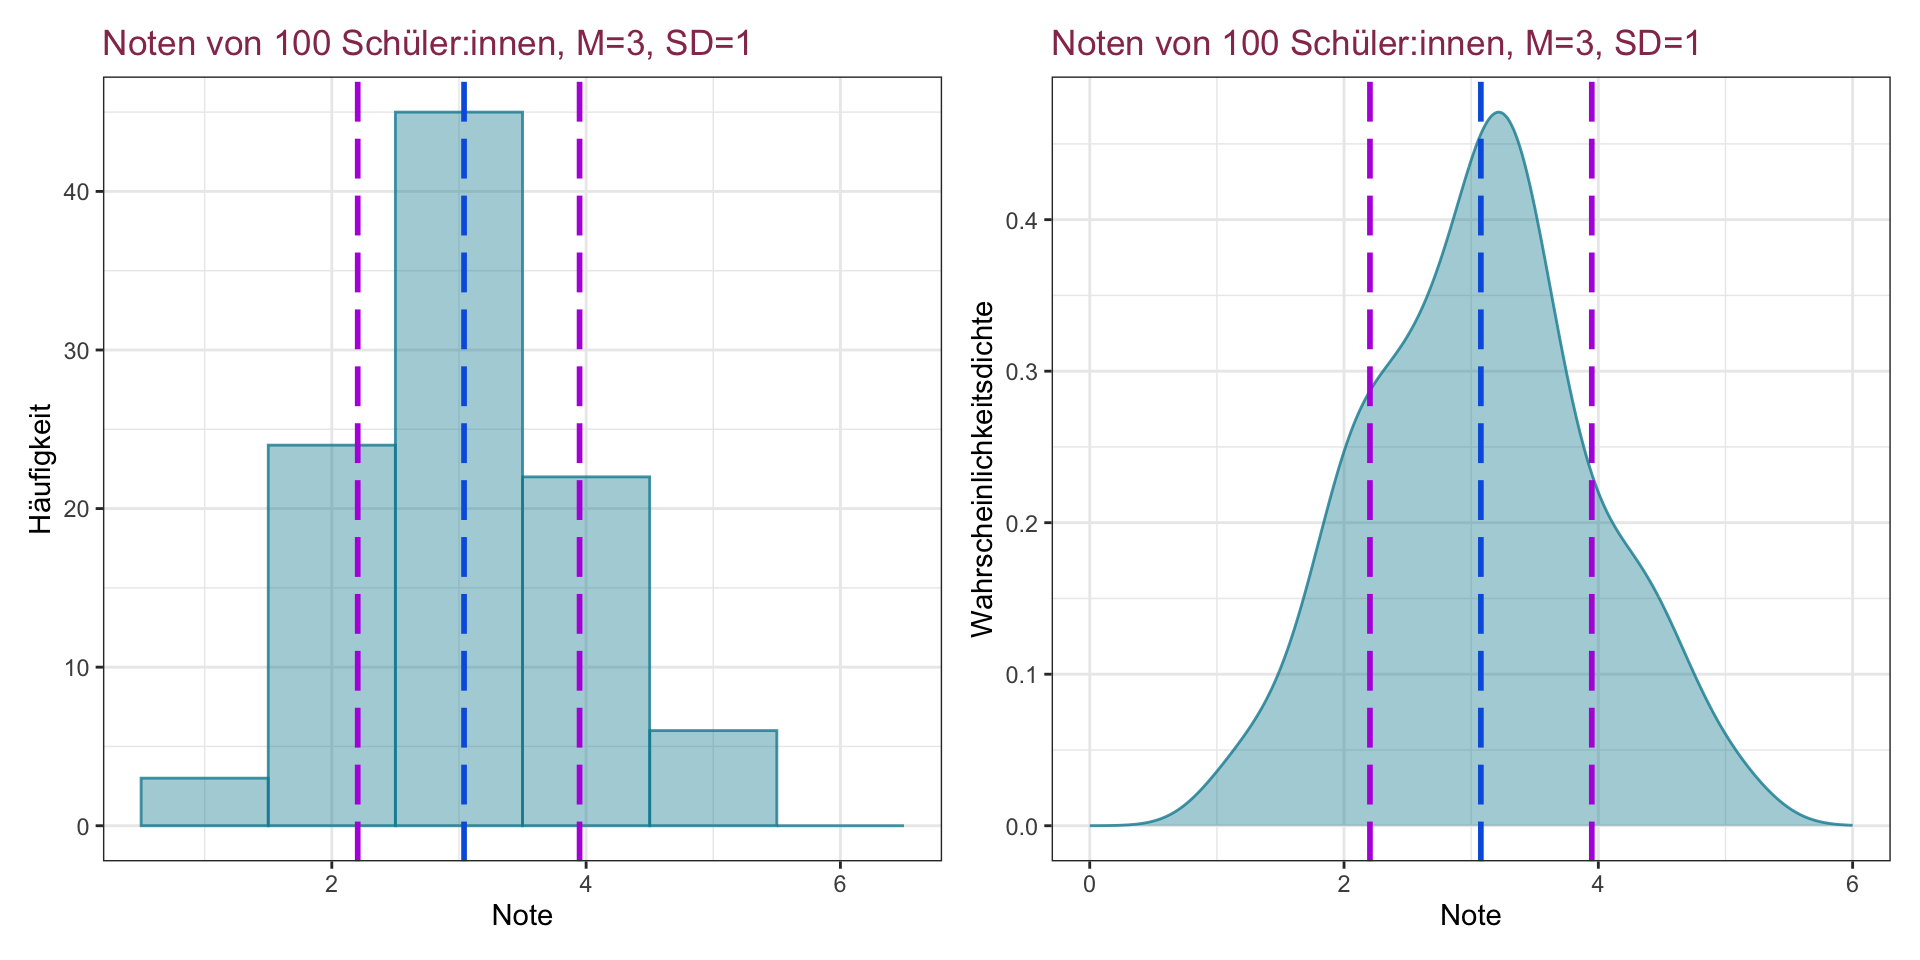 Noten von 100 Schüler:innen, M=3, SD=1
Häufigkeit
40
30
20
10
0
2 4 6
Note
Noten von 100 Schüler:innen, M=3, SD=1
Wahrscheinlichkeitsdichte
0.4
0.3
0.2
0.1
0.0
0 2 4 6
Note